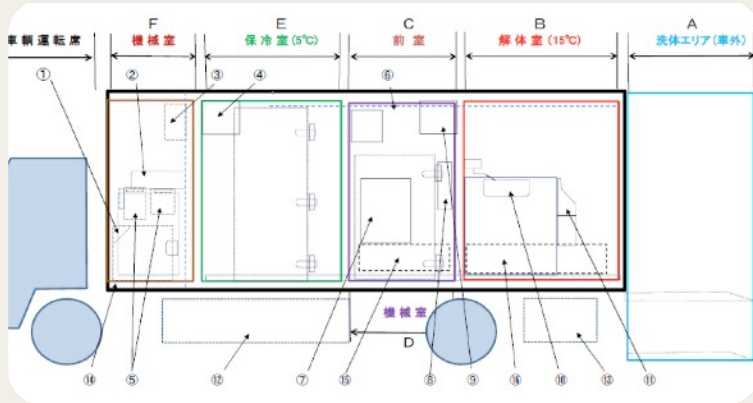 F E C B A
車輌運転席 機械室 保冷室(5℃) 前室 解体室(15℃) 洗体エリア(車外)
① ② ③ ④ ⑥
機械室
D
⑭ ⑤ ⑫ ⑦ ⑮ ⑧ ⑨ ⑯ ⑩ ⑬ ⑪